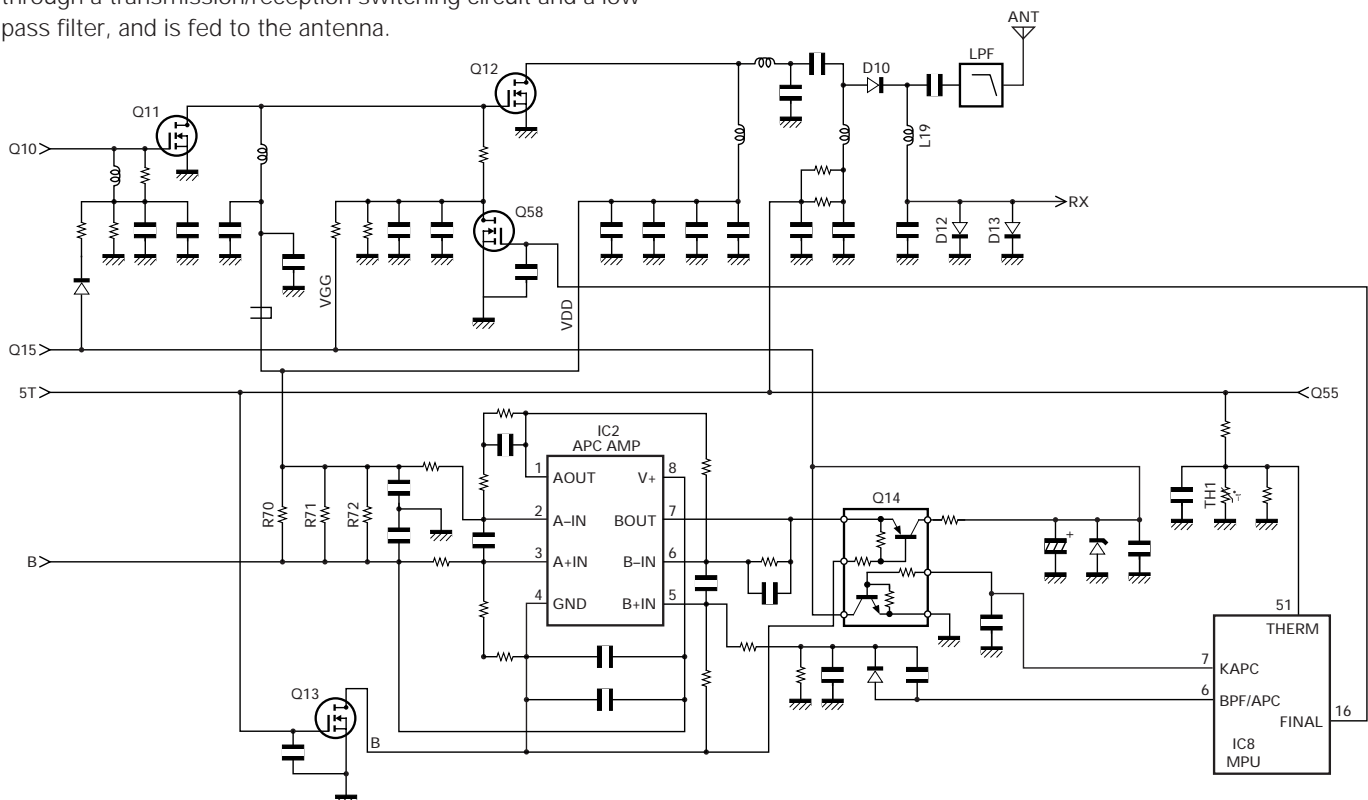 through a transmission/reception switching circuit and a low
pass filter, and is fed to the antenna.
ANT
LPF
D10
Q12
Q11
Q10
L19
RX
Q58
D12
D13
VGG
VDD
Q15
5T
Q55
IC2
APC AMP
1
AOUT
V+
8
2
A–IN
BOUT
7
3
A+IN
B–IN
6
4
GND
B+IN
5
R70
R71
R72
B
Q14
+
TH1
51
THERM
7
KAPC
6
BPF/APC
FINAL
16
IC8
MPU
Q13
B